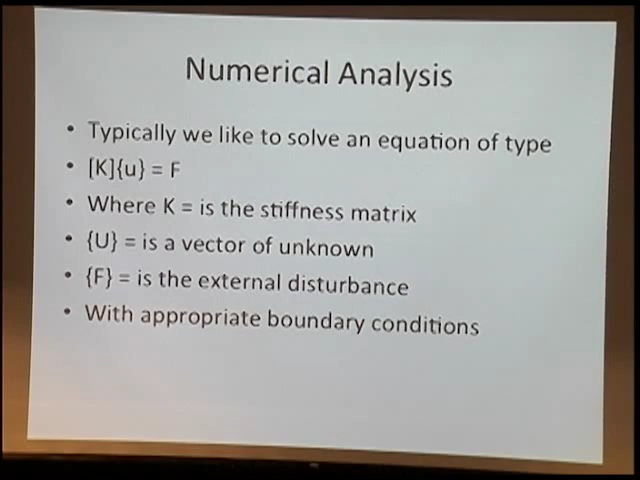 Numerical Analysis
• Typically we like to solve an equation of type
• [K]{u} = F
• Where K = is the stiffness matrix
• {U} = is a vector of unknown
• {F} = is the external disturbance
• With appropriate boundary conditions